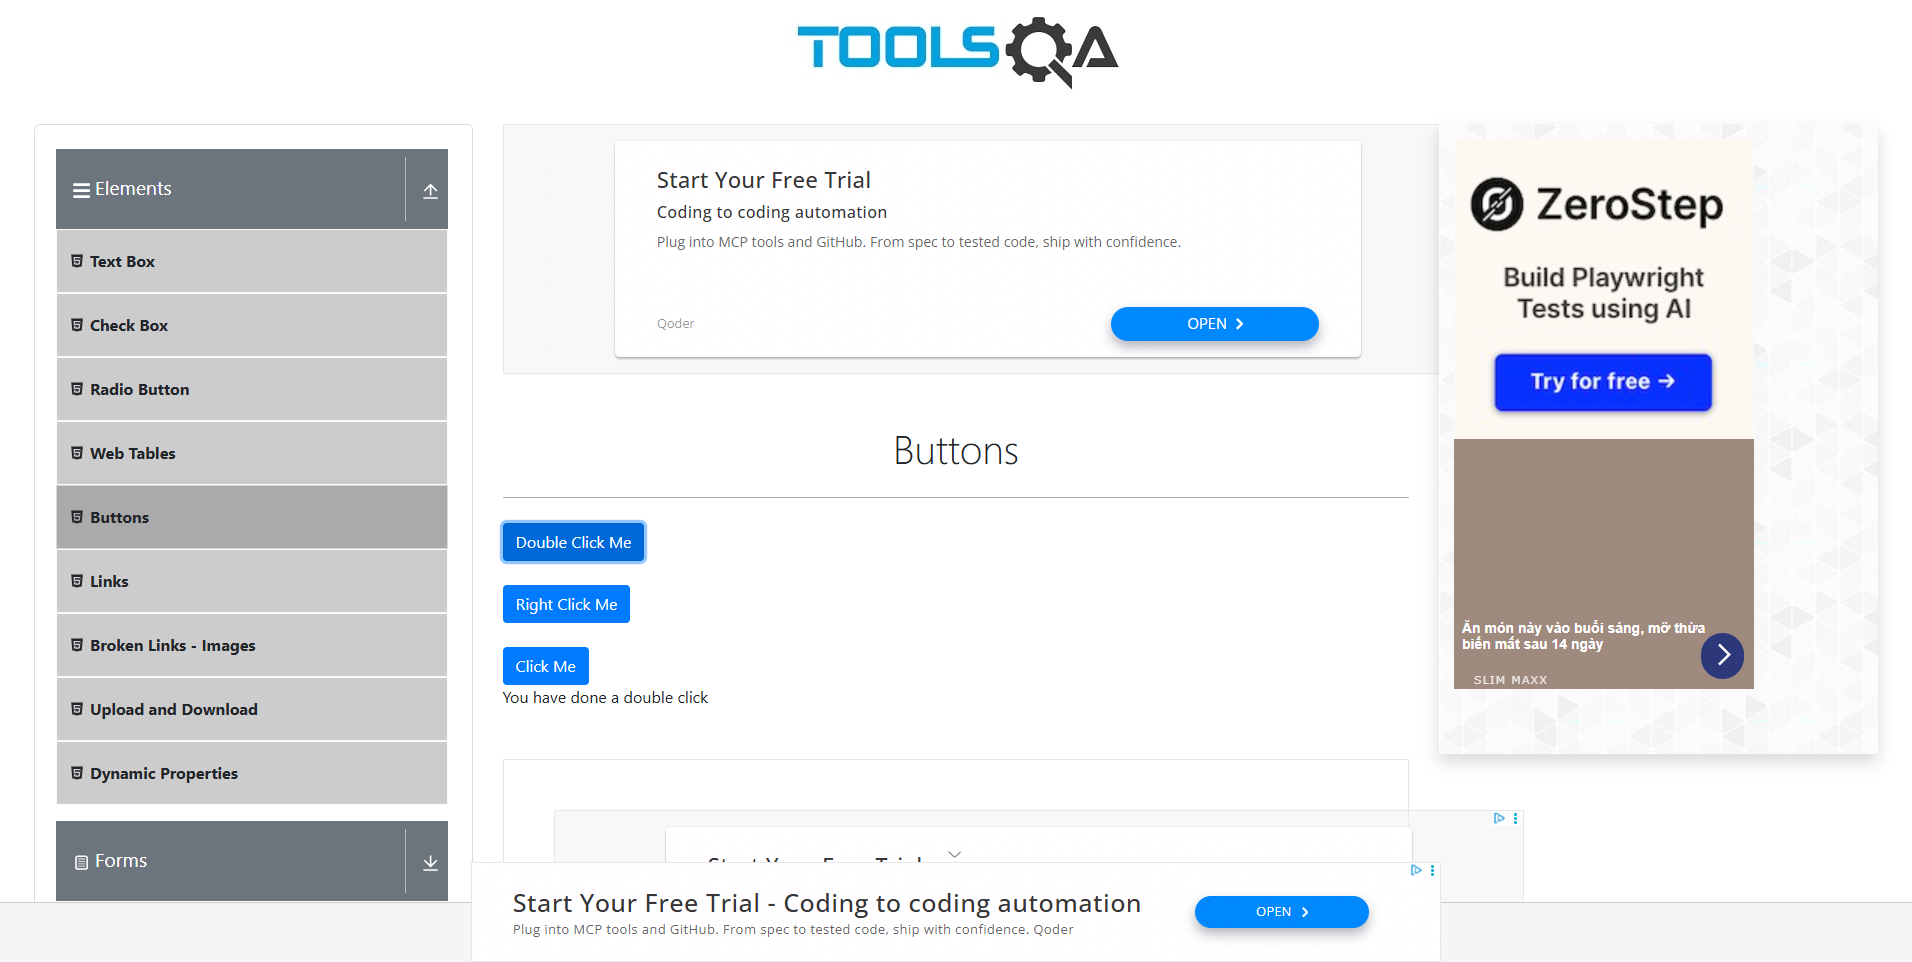 TOOLSQA
Elements
Text Box
Check Box
Radio Button
Web Tables
Buttons
Links
Broken Links - Images
Upload and Download
Dynamic Properties
Forms
Start Your Free Trial
Coding to coding automation
Plug into MCP tools and GitHub. From spec to tested code, ship with confidence.
Qoder
OPEN
Buttons
Double Click Me
Right Click Me
Click Me
You have done a double click
ZeroStep
Build Playwright
Tests using AI
Try for free →
Ăn món này vào buổi sáng, mỡ thừa
biến mất sau 14 ngày
SLIM MAXX
Start Your Free Trial
Start Your Free Trial - Coding to coding automation
Plug into MCP tools and GitHub. From spec to tested code, ship with confidence. Qoder
OPEN